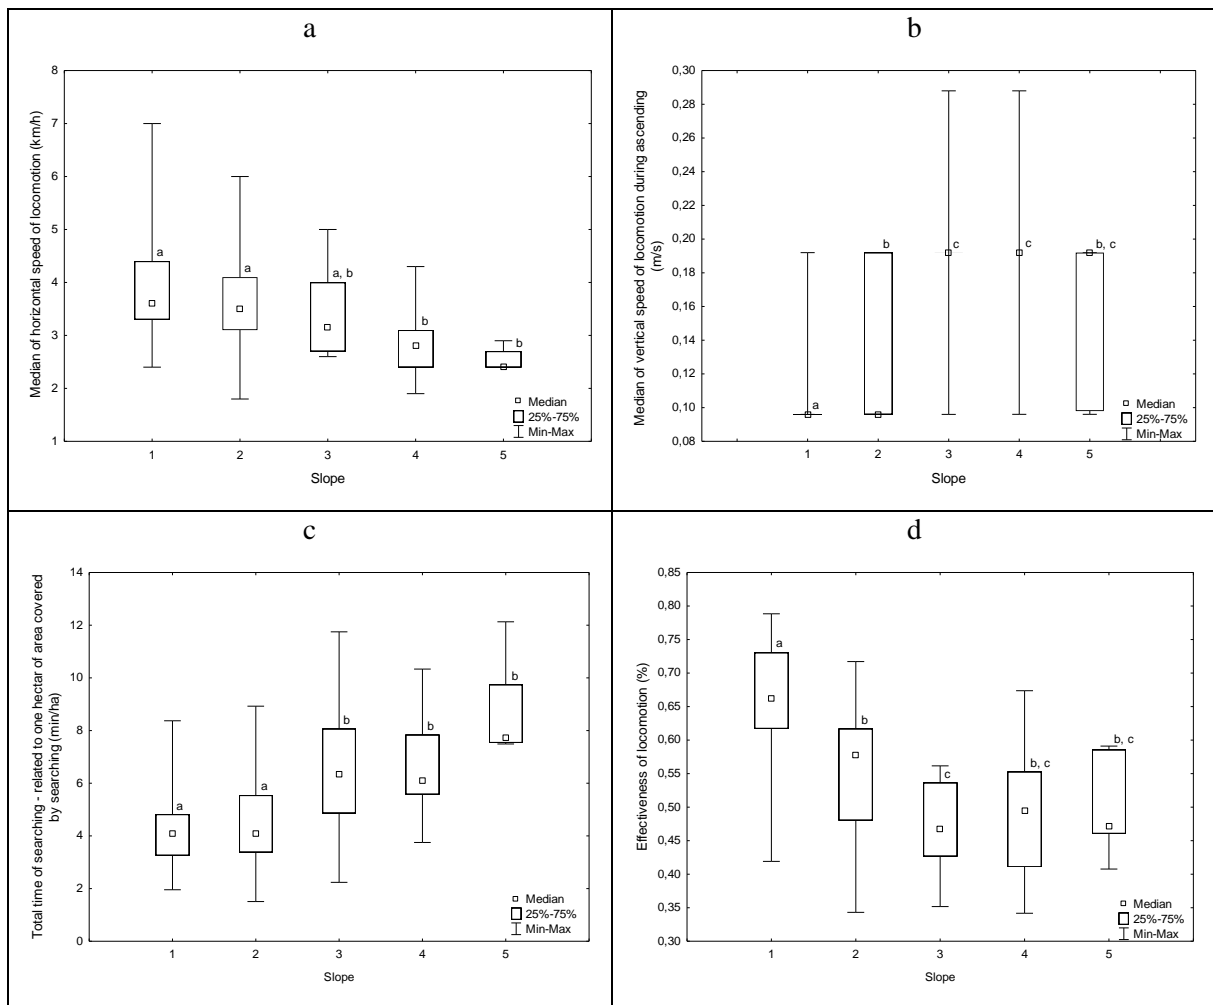 a
Median of horizontal speed of locomotion (km/h)
8
7
6
5
4
3
2
1
a
a
a, b
b
b
Median
25%-75%
Min-Max
1 2 3 4 5
Slope
b
Median of vertical speed of locomotion during ascending
(m/s)
0,30
0,28
0,26
0,24
0,22
0,20
0,18
0,16
0,14
0,12
0,10
0,08
a
b
c
c
b, c
Median
25%-75%
Min-Max
1 2 3 4 5
Slope
c
Total time of searching - related to one hectar of area covered
by searching (min/ha)
14
12
10
8
6
4
2
0
a
a
b
b
b
Median
25%-75%
Min-Max
1 2 3 4 5
Slope
d
Effectiveness of locomotion (%)
0,85
0,80
0,75
0,70
0,65
0,60
0,55
0,50
0,45
0,40
0,35
0,30
a
b
c
b, c
b, c
Median
25%-75%
Min-Max
1 2 3 4 5
Slope